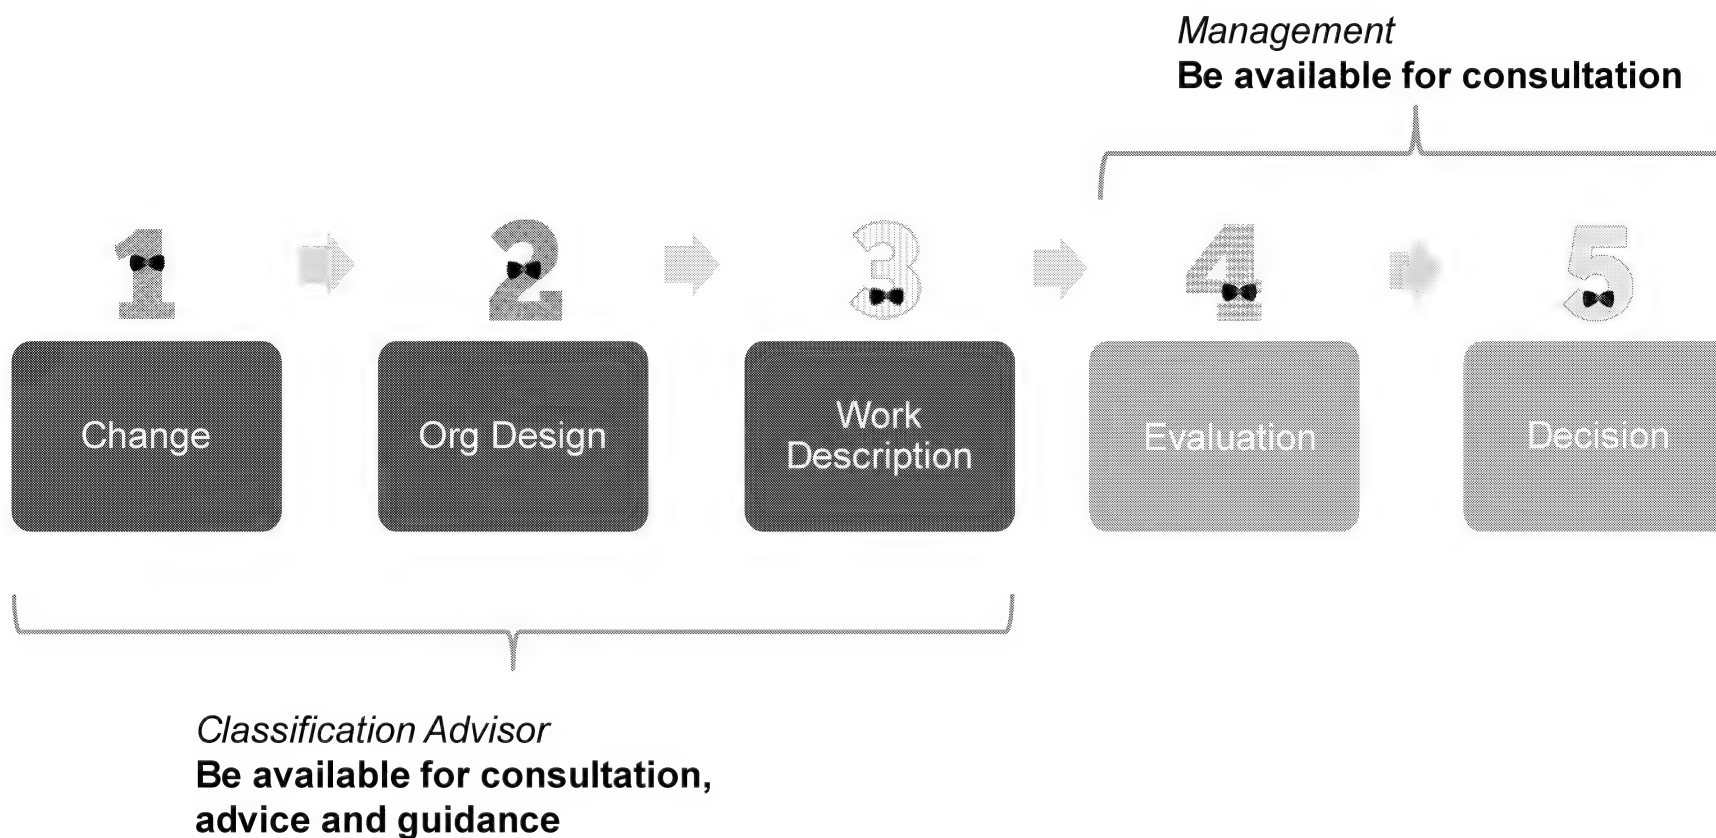 Management
Be available for consultation
1
2
3
4
5
Change
Org Design
Work
Description
Evaluation
Decision
Classification Advisor
Be available for consultation,
advice and guidance